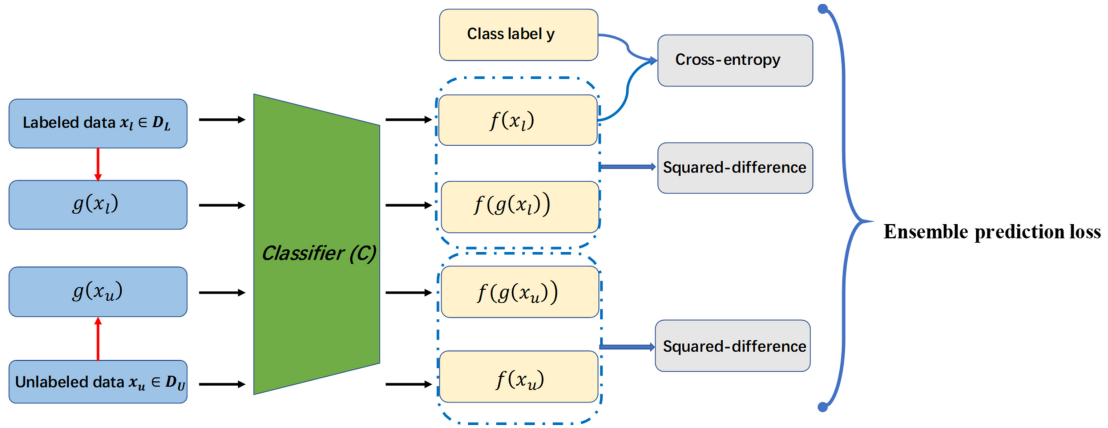 Class label y
Cross-entropy
Labeled data x_l ∈ D_L
f(x_l)
Squared-difference
g(x_l)
f(g(x_l))
Classifier (C)
Ensemble prediction loss
g(x_u)
f(g(x_u))
Squared-difference
Unlabeled data x_u ∈ D_U
f(x_u)